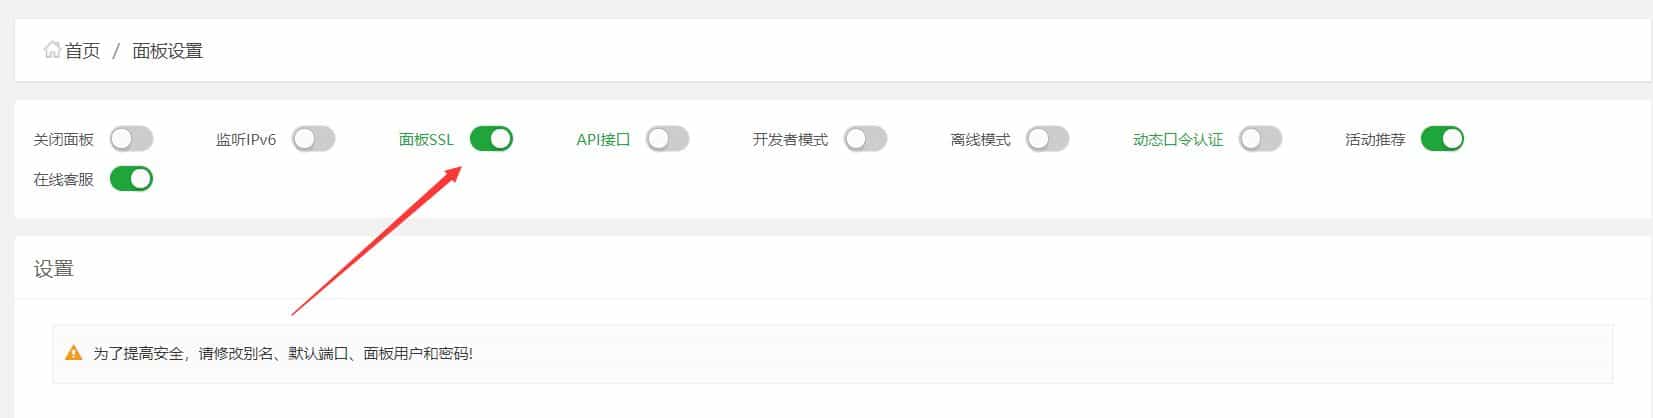 首页 / 面板设置
关闭面板 监听IPv6 面板SSL API接口 开发者模式 离线模式 动态口令认证 活动推荐
在线客服
设置
为了提高安全，请修改别名、默认端口、面板用户和密码!